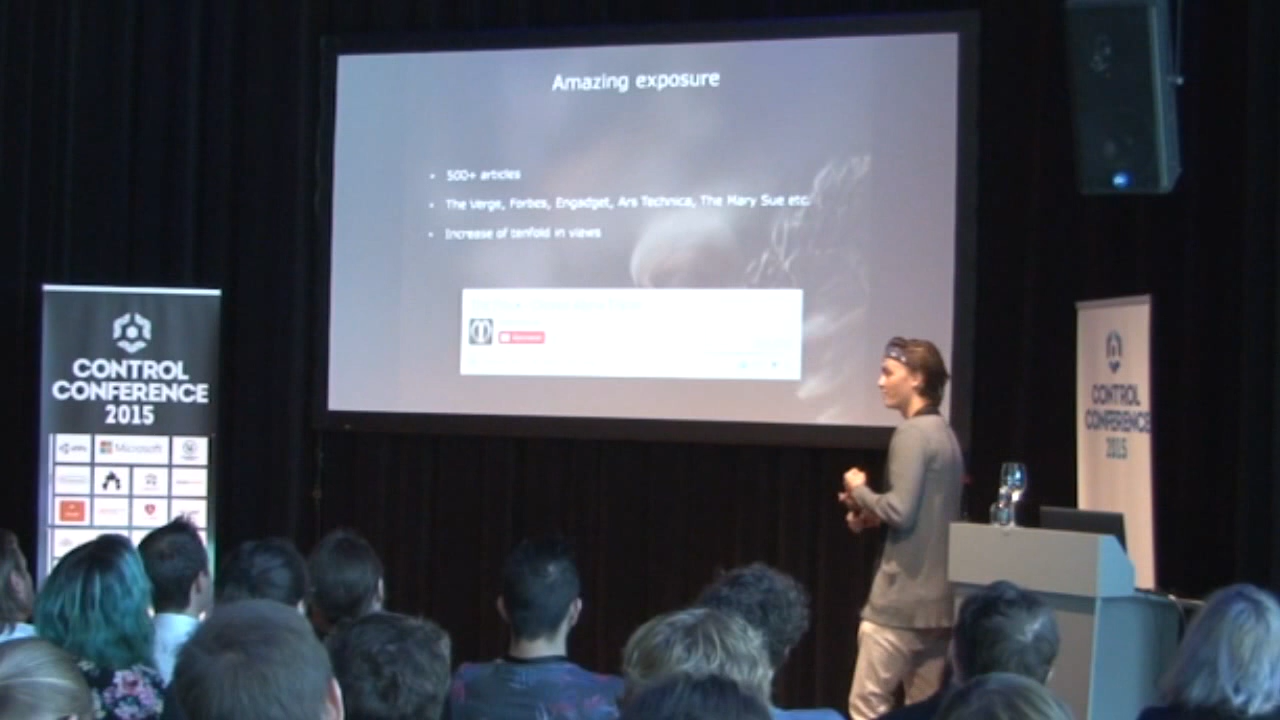 Amazing exposure
500+ articles
The Verge, Forbes, Engadget, Ars Technica, The Mary Sue etc.
Increase of tenfold in views
CONTROL
CONFERENCE
2015
Microsoft
CONTROL
CONFERENCE
2015